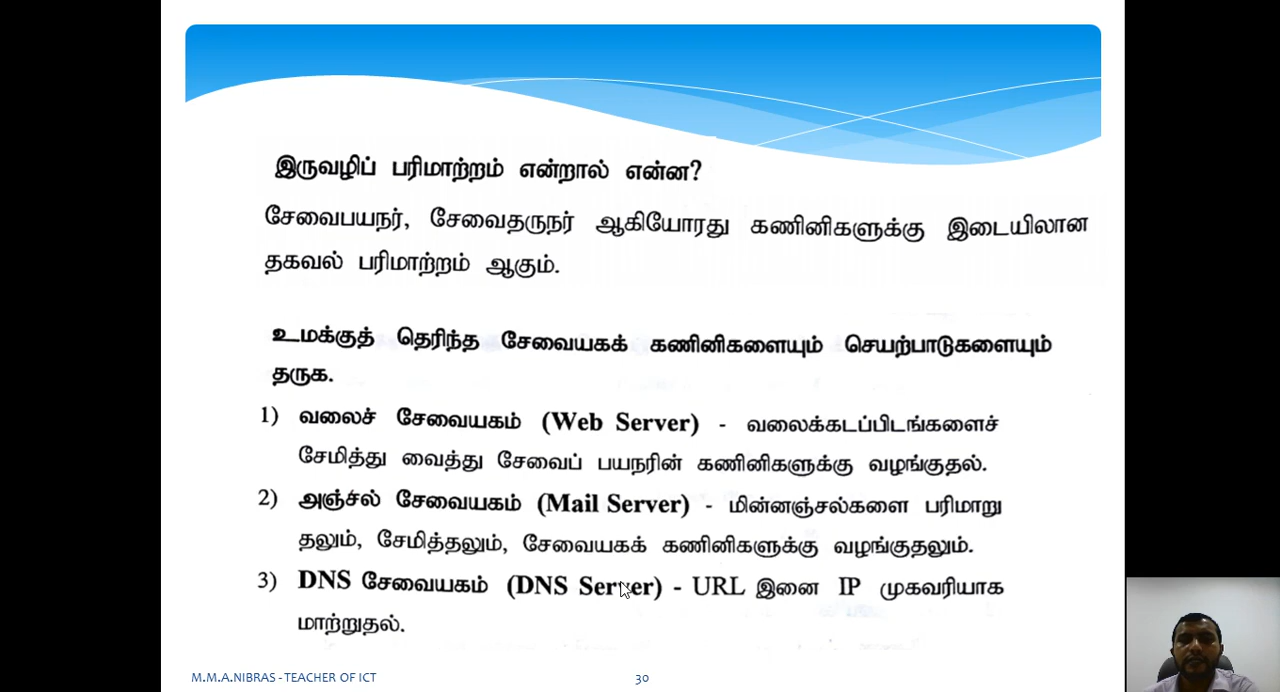 இருவழிப் பரிமாற்றம் என்றால் என்ன?
சேவைபயநர், சேவைதருநர் ஆகியோரது கணினிகளுக்கு இடையிலான
தகவல் பரிமாற்றம் ஆகும்.
உமக்குத் தெரிந்த சேவையகக் கணினிகளையும் செயற்பாடுகளையும்
தருக.
1) வலைச் சேவையகம் (Web Server) - வலைக்கடப்பிடங்களைச்
சேமித்து வைத்து சேவைப் பயநரின் கணினிகளுக்கு வழங்குதல்.
2) அஞ்சல் சேவையகம் (Mail Server) - மின்னஞ்சல்களை பரிமாறு
தலும், சேமித்தலும், சேவையகக் கணினிகளுக்கு வழங்குதலும்.
3) DNS சேவையகம் (DNS Server) - URL இனை IP முகவரியாக
மாற்றுதல்.
M.M.A.NIBRAS - TEACHER OF ICT 30